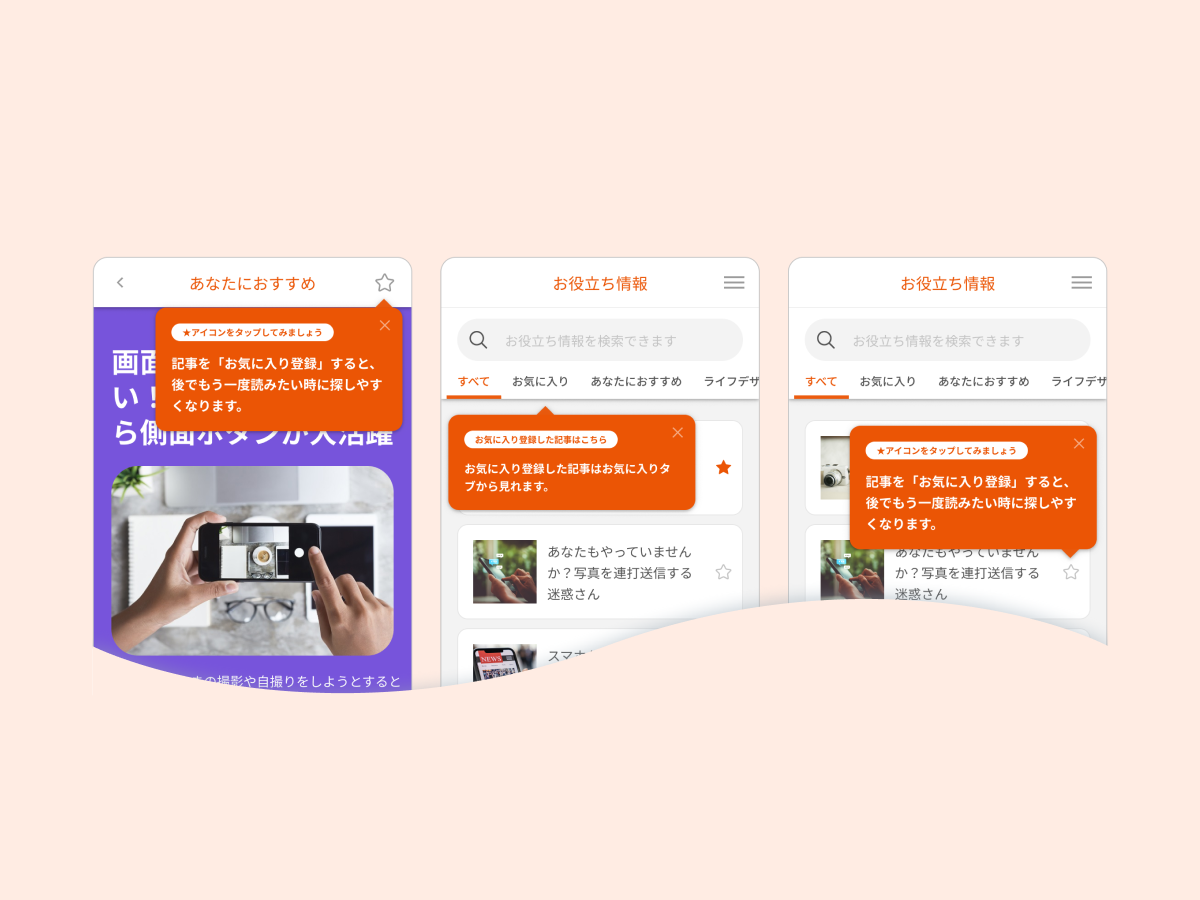 あなたにおすすめ
★アイコンをタップしてみましょう
記事を「お気に入り登録」すると、
後でもう一度読みたい時に探しやす
くなります。
画面
い！
ら側面ボタンが大活躍
の撮影や自撮りをしようとすると
お役立ち情報
お役立ち情報を検索できます
すべて
お気に入り
あなたにおすすめ
ライフデザ
お気に入り登録した記事はこちら
お気に入り登録した記事はお気に入りタ
ブから見れます。
あなたもやっていません
か？写真を連打送信する
迷惑さん
NEWS
スマホ
お役立ち情報
お役立ち情報を検索できます
すべて
お気に入り
あなたにおすすめ
ライフデザ
★アイコンをタップしてみましょう
記事を「お気に入り登録」すると、
後でもう一度読みたい時に探しやす
くなります。
あなたもやっていません
か？写真を連打送信する
迷惑さん